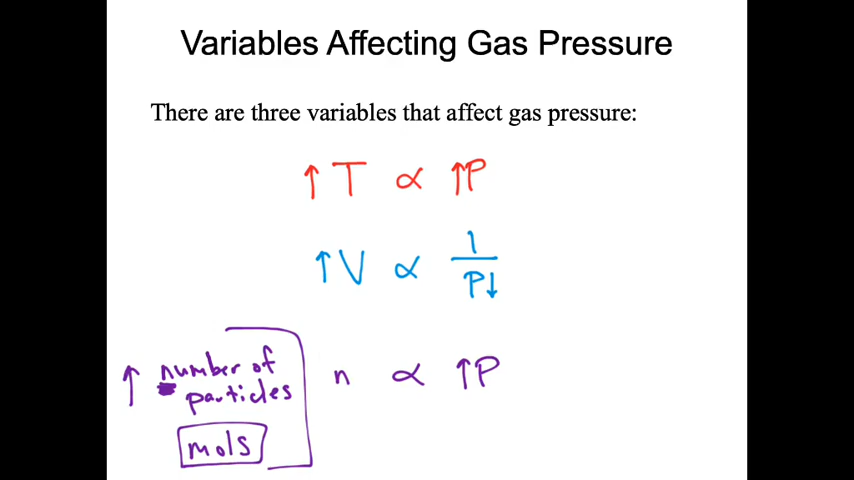 Variables Affecting Gas Pressure
There are three variables that affect gas pressure:
↑ T ∝ ↑P
↑V ∝ 1/P↓
↑ number of particles n ∝ ↑P
mols